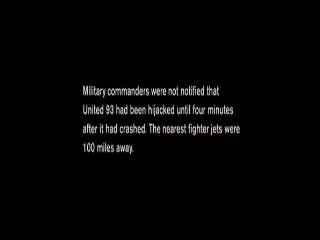 Military commanders were not notified that
United 93 had been hijacked until four minutes
after it had crashed. The nearest fighter jets were
100 miles away.